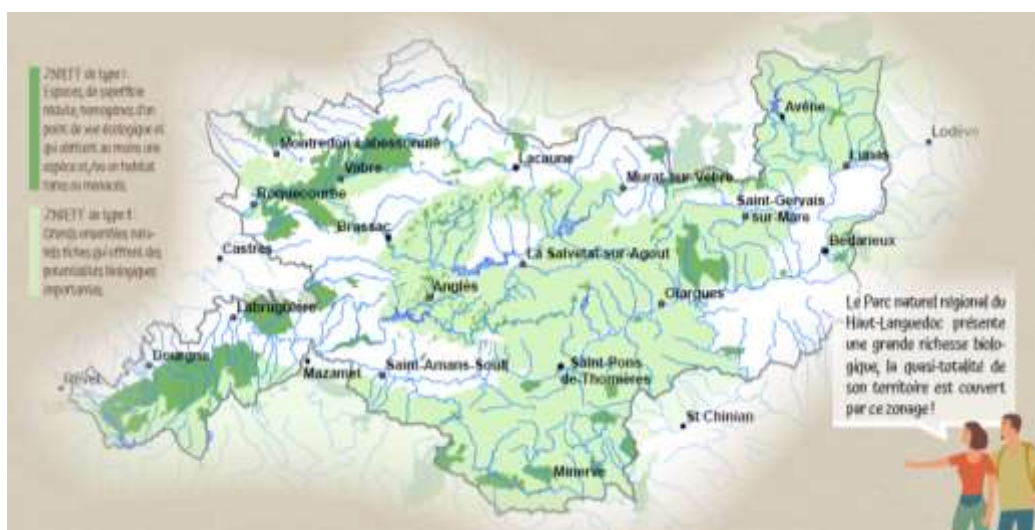 ZNIEFF de type I:
Espaces, de superficie
réduite, homogènes d'un
point de vue écologique et
qui abritent au moins une
espèce et/ou un habitat
rares ou menacés.
ZNIEFF de type II:
Grands ensembles natu-
rels riches qui offrent des
potentialités biologiques
importantes.
Avène
Lodève
Montredon-Labessonnié
Lacaune
Lunas
Vabre
Murat-sur-Vèbre
Roquecourbe
Saint-Gervais
sur-Mare
Brassac
Castres
Bédarieux
La Salvetat-sur-Agout
Anglès
Olargues
Labruguière
Dourgne
Saint-Amans-Soult
Saint-Pons
de-Thomières
Revel
Mazamet
St Chinian
Minerve
Le Parc naturel régional du
Haut-Languedoc présente
une grande richesse biolo-
gique, la quasi-totalité de
son territoire est couvert
par ce zonage !